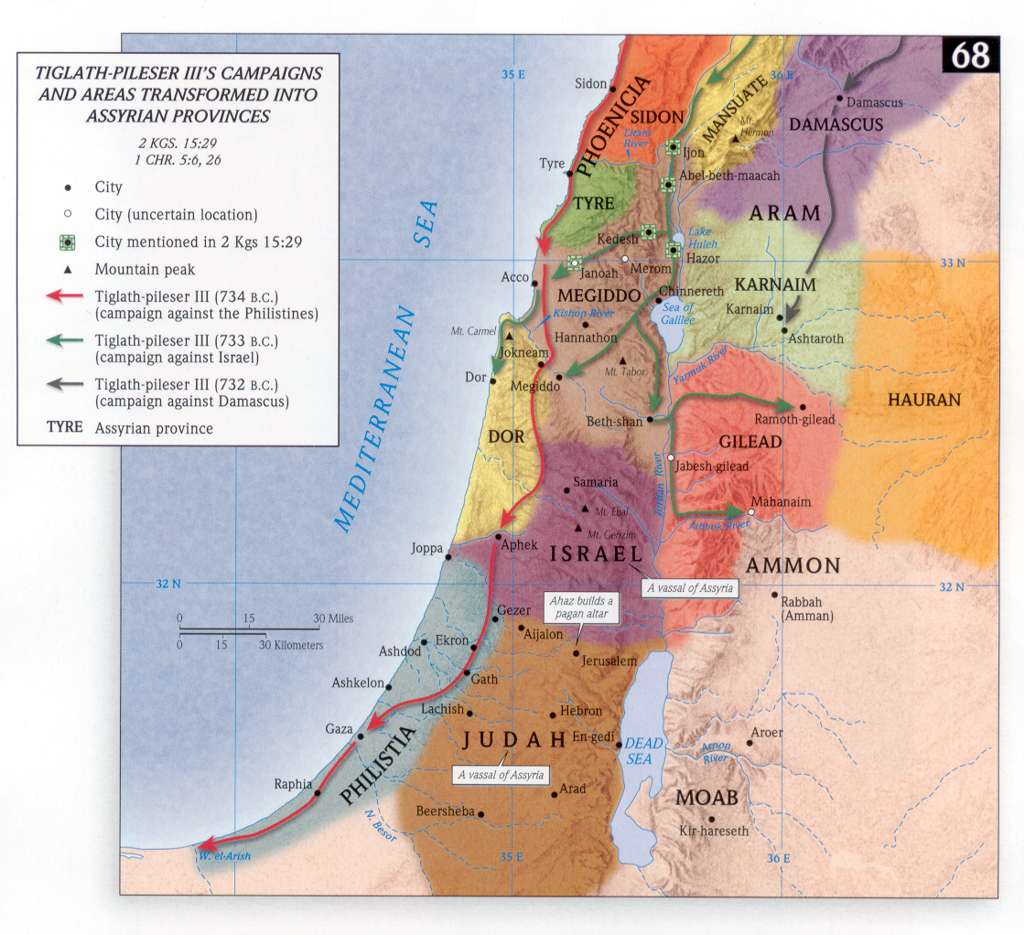 68
TIGLATH-PILESER III'S CAMPAIGNS
AND AREAS TRANSFORMED INTO
ASSYRIAN PROVINCES
2 KGS. 15:29
1 CHR. 5:6, 26
City
City (uncertain location)
City mentioned in 2 Kgs 15:29
Mountain peak
Tiglath-pileser III (734 B.C.)
(campaign against the Philistines)
Tiglath-pileser III (733 B.C.)
(campaign against Israel)
Tiglath-pileser III (732 B.C.)
(campaign against Damascus)
TYRE Assyrian province
35 E
36 E
Sidon
PHOENICIA
SIDON
Litani
River
MANSUATE
Mt.
Hermon
Damascus
DAMASCUS
Ijon
Tyre
Abel-beth-maacah
TYRE
ARAM
Kedesh
Lake
Huleh
Hazor
33 N
Acco
Janoah
Merom
MEGIDDO
Chinnereth
KARNAIM
Kishon River
Sea of
Galilee
Karnaim
Mt. Carmel
Hannathon
Ashtaroth
Jokneam
Mt. Tabor
Yarmuk River
Dor
Megiddo
HAURAN
Beth-shan
Ramoth-gilead
DOR
GILEAD
Jabesh-gilead
Jordan River
Samaria
Mahanaim
Mt. Ebal
Mt. Gerizim
Jabbok River
MEDITERRANEAN SEA
Joppa
Aphek
ISRAEL
AMMON
32 N
A vassal of Assyria
32 N
Ahaz builds a
pagan altar
Rabbah
(Amman)
0 15 30 Miles
0 15 30 Kilometers
Gezer
Aijalon
Ekron
Ashdod
Jerusalem
Gath
Ashkelon
Lachish
Hebron
Gaza
JUDAH
En-gedi
DEAD
SEA
Aroer
Arnon
River
A vassal of Assyria
PHILISTIA
Raphia
Arad
MOAB
Beersheba
Kir-hareseth
N. Besor
W. el-Arish
35 E
36 E